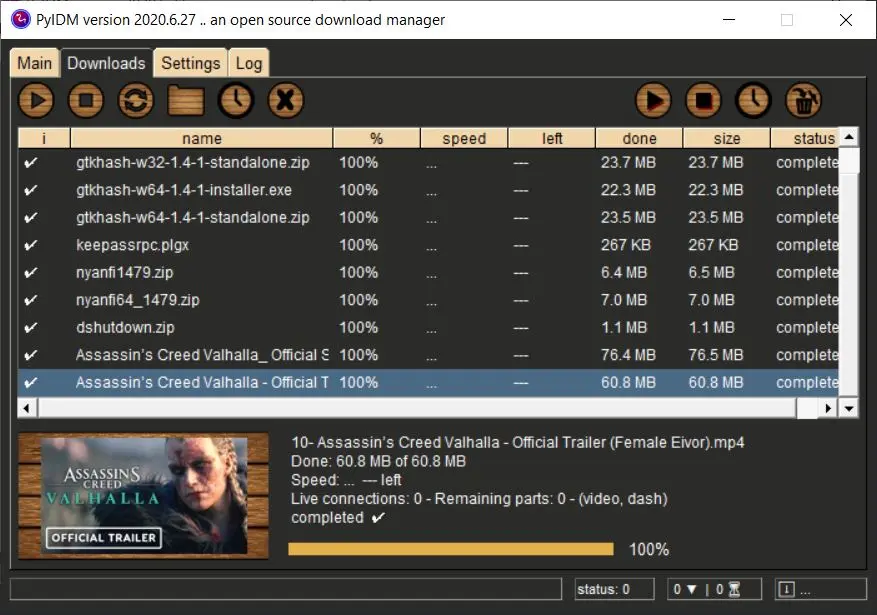 PyIDM version 2020.6.27 .. an open source download manager
Main Downloads Settings Log
i name % speed left done size status
✔ gtkhash-w32-1.4-1-standalone.zip 100% ... --- 23.7 MB 23.7 MB complete
✔ gtkhash-w64-1.4-1-installer.exe 100% ... --- 22.3 MB 22.3 MB complete
✔ gtkhash-w64-1.4-1-standalone.zip 100% ... --- 23.5 MB 23.5 MB complete
✔ keepassrpc.plgx 100% ... --- 267 KB 267 KB complete
✔ nyanfi1479.zip 100% ... --- 6.4 MB 6.5 MB complete
✔ nyanfi64_1479.zip 100% ... --- 7.0 MB 7.0 MB complete
✔ dshutdown.zip 100% ... --- 1.1 MB 1.1 MB complete
✔ Assassin's Creed Valhalla_ Official S 100% ... --- 76.4 MB 76.5 MB complete
✔ Assassin's Creed Valhalla - Official T 100% ... --- 60.8 MB 60.8 MB complete
ASSASSIN'S
CREED
VALHALLA
OFFICIAL TRAILER
10- Assassin's Creed Valhalla - Official Trailer (Female Eivor).mp4
Done: 60.8 MB of 60.8 MB
Speed: ... --- left
Live connections: 0 - Remaining parts: 0 - (video, dash)
completed ✔
100%
status: 0 0 ▼ | 0 ⏳ ...